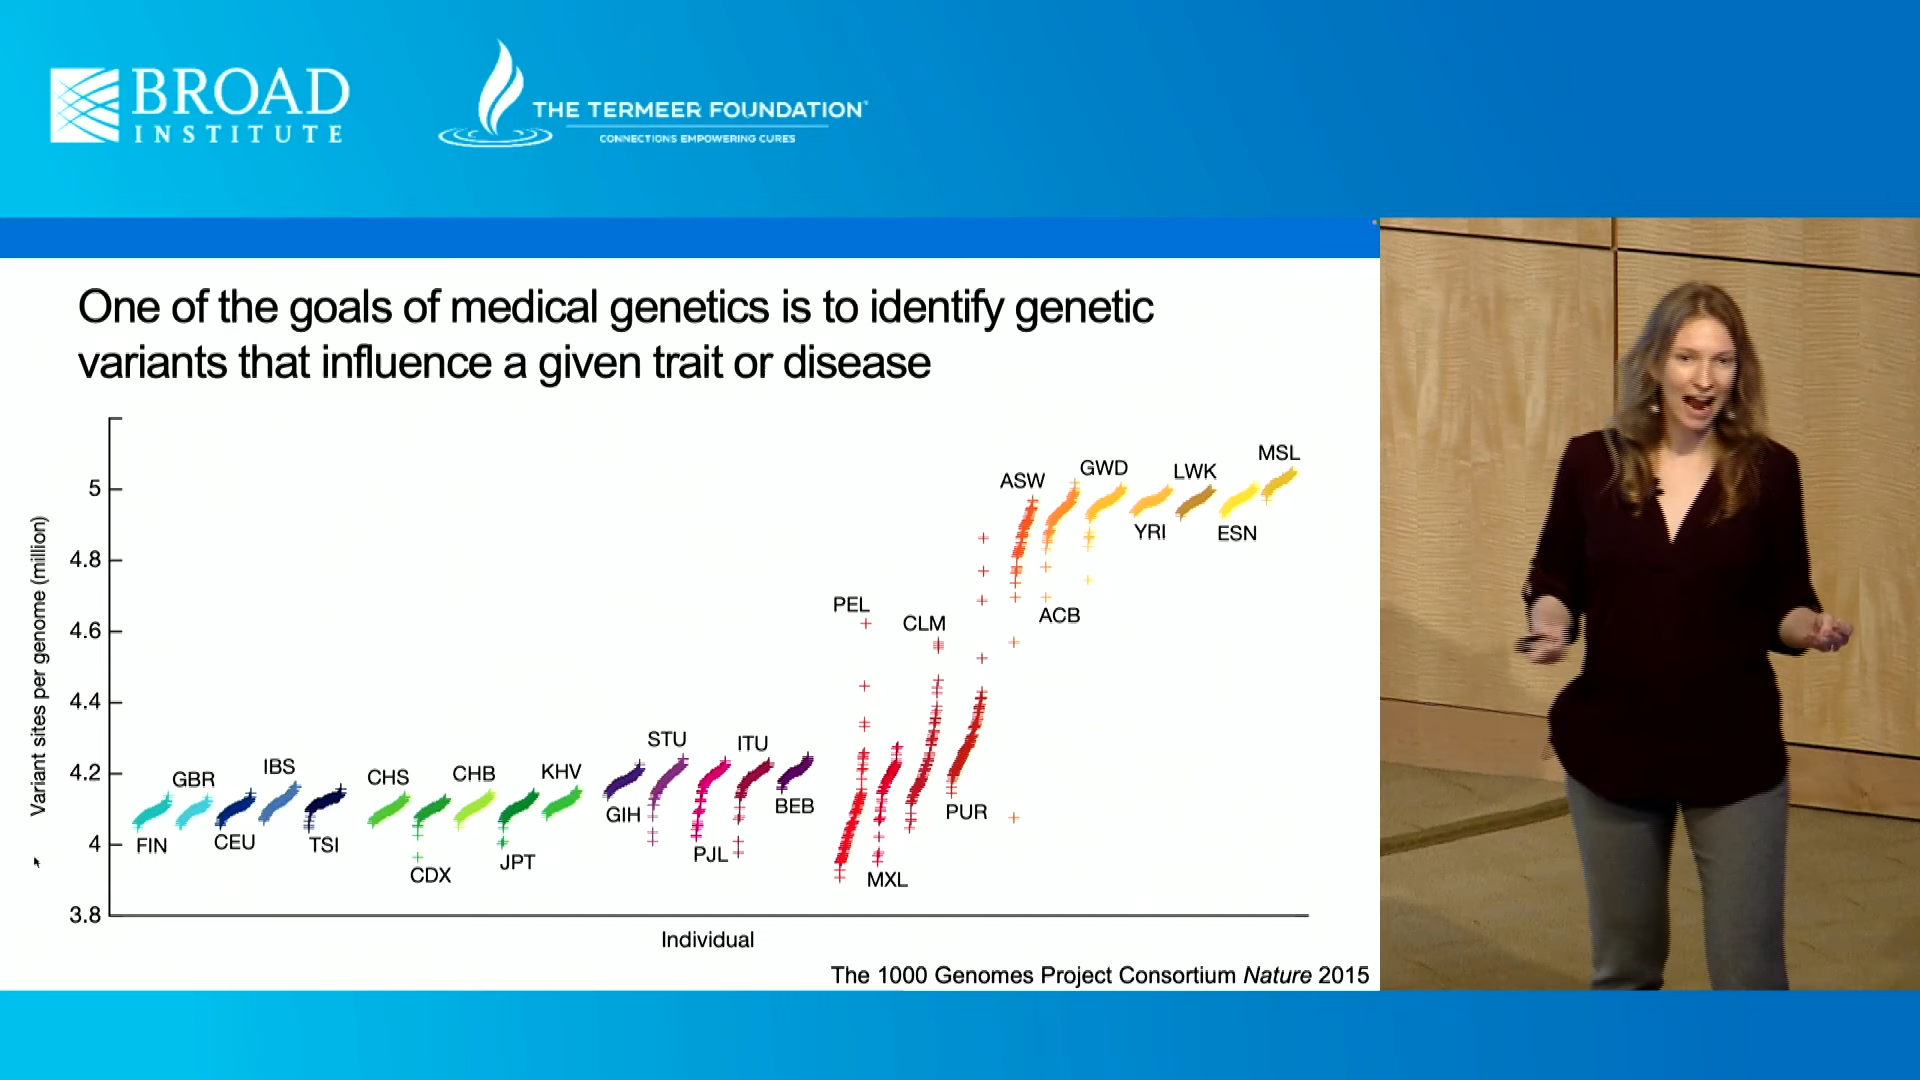 BROAD
INSTITUTE
THE TERMEER FOUNDATION
CONNECTIONS EMPOWERING CURES
One of the goals of medical genetics is to identify genetic
variants that influence a given trait or disease
Variant sites per genome (million)
5
4.8
4.6
4.4
4.2
4
3.8
FIN
GBR
CEU
IBS
TSI
CHS
CDX
CHB
JPT
KHV
GIH
STU
PJL
ITU
BEB
PEL
MXL
CLM
PUR
ASW
ACB
GWD
YRI
LWK
ESN
MSL
Individual
The 1000 Genomes Project Consortium Nature 2015